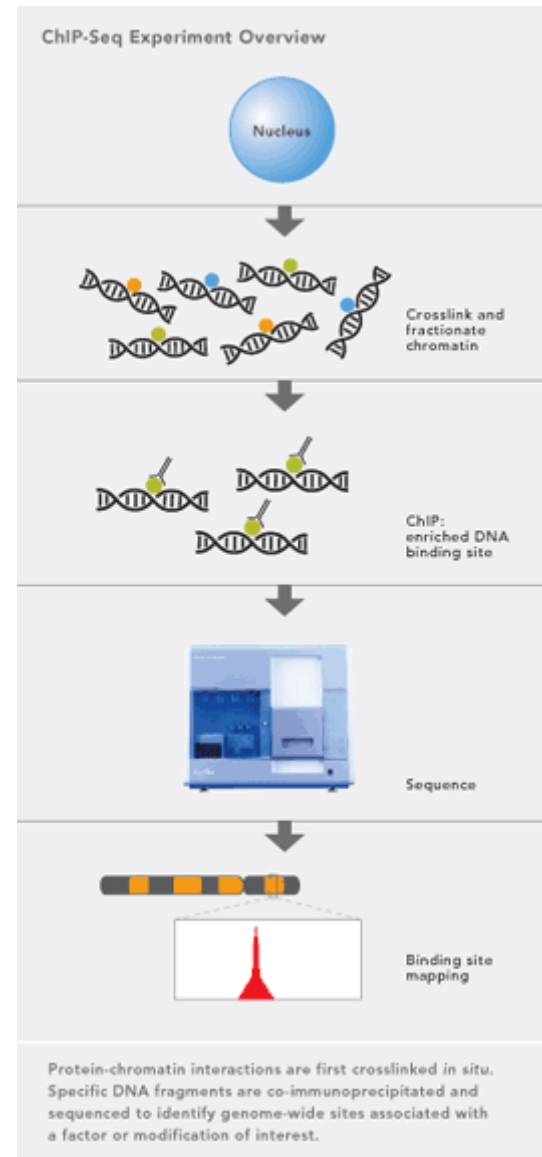 ChIP-Seq Experiment Overview
Nucleus
Crosslink and
fractionate
chromatin
ChIP:
enriched DNA
binding site
Sequence
Binding site
mapping
Protein-chromatin interactions are first crosslinked in situ.
Specific DNA fragments are co-immunoprecipitated and
sequenced to identify genome-wide sites associated with
a factor or modification of interest.